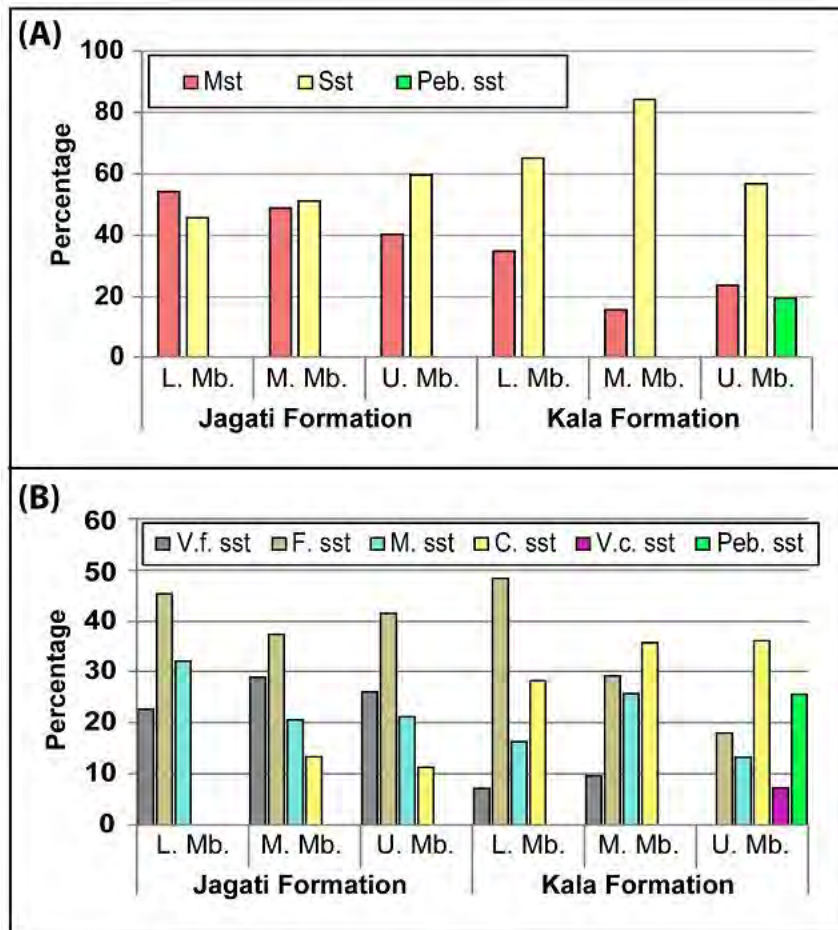 (A)
100
Mst Sst Peb. sst
80
60
40
20
0
Percentage
L. Mb. M. Mb. U. Mb. L. Mb. M. Mb. U. Mb.
Jagati Formation Kala Formation
(B)
60
V.f. sst F. sst M. sst C. sst V.c. sst Peb. sst
50
40
30
20
10
0
Percentage
L. Mb. M. Mb. U. Mb. L. Mb. M. Mb. U. Mb.
Jagati Formation Kala Formation